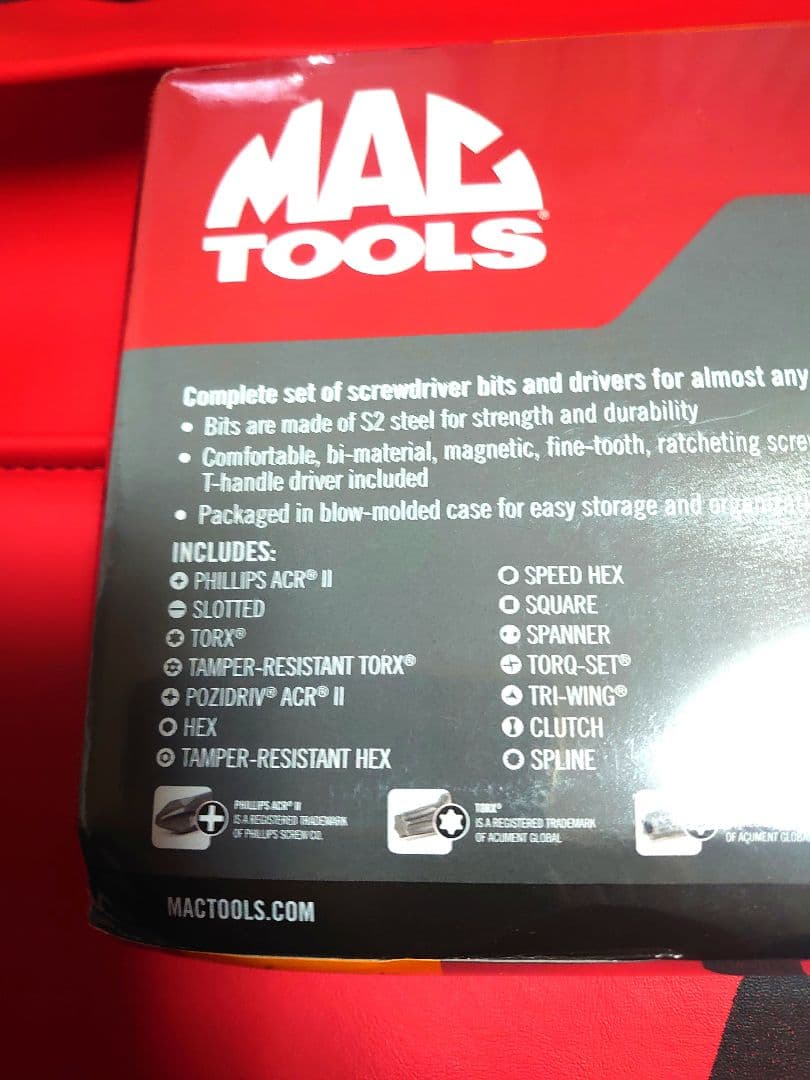 MAC
TOOLS®
Complete set of screwdriver bits and drivers for almost any
• Bits are made of S2 steel for strength and durability
• Comfortable, bi-material, magnetic, fine-tooth, ratcheting
T-handle driver included
• Packaged in blow-molded case for easy storage and
INCLUDES:
PHILLIPS ACR® II
SLOTTED
TORX®
TAMPER-RESISTANT TORX®
POZIDRIV® ACR® II
HEX
TAMPER-RESISTANT HEX
SPEED HEX
SQUARE
SPANNER
TORQ-SET®
TRI-WING®
CLUTCH
SPLINE
PHILLIPS ACR® II
IS A REGISTERED TRADEMARK
OF PHILLIPS SCREW CO.
TORX®
IS A REGISTERED TRADEMARK
OF ACUMENT GLOBAL
OF ACUMENT
MACTOOLS.COM